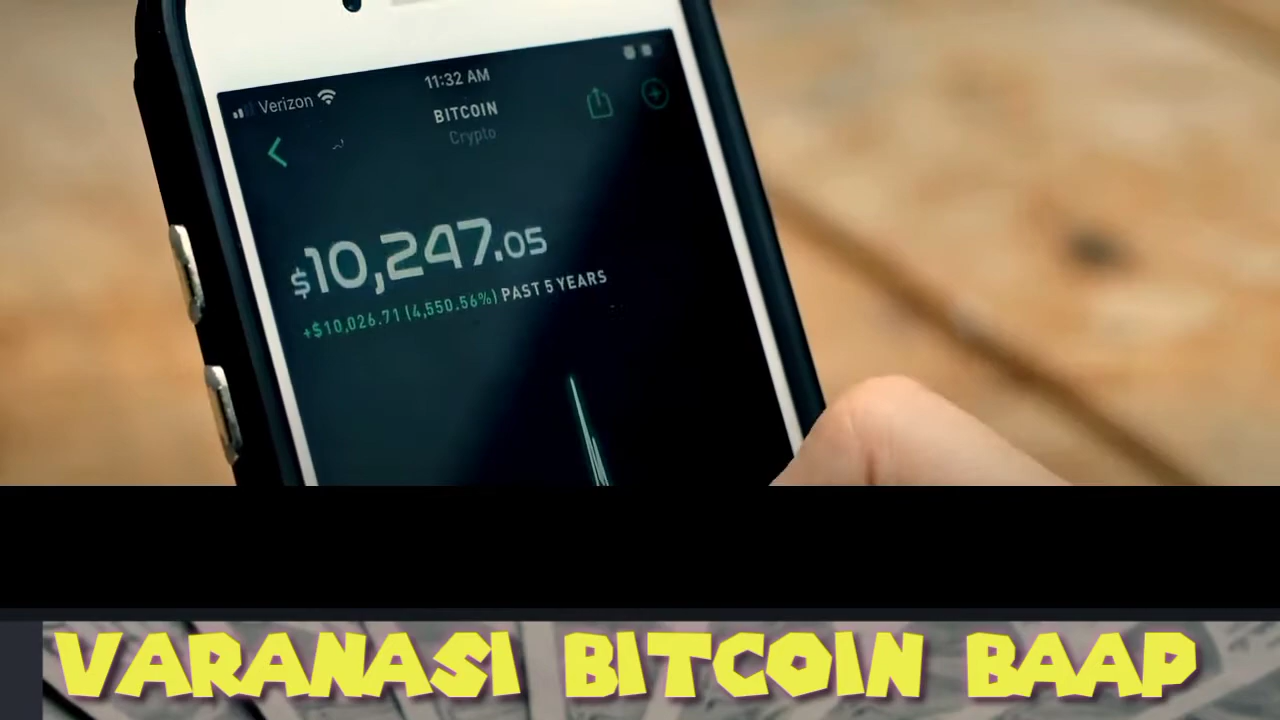 11:32 AM
Verizon
BITCOIN
Crypto
$10,247.05
+$10,026.71 (4,550.56%) PAST 5 YEARS
VARANASI BITCOIN BAAP